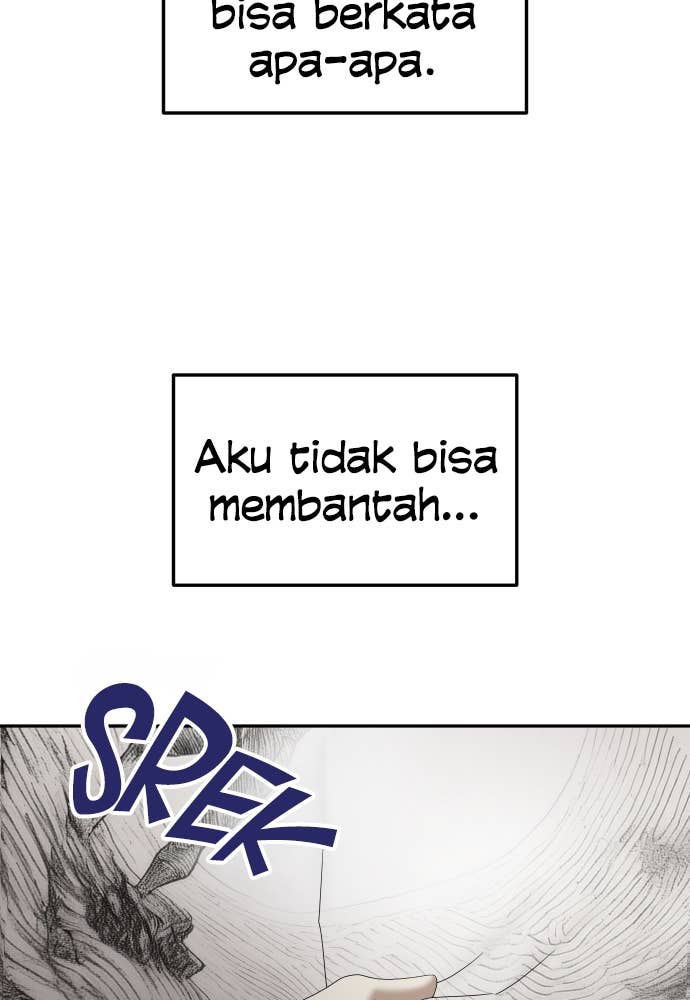 bisa berkata
apa-apa.
Aku tidak bisa
membantah...
SREK